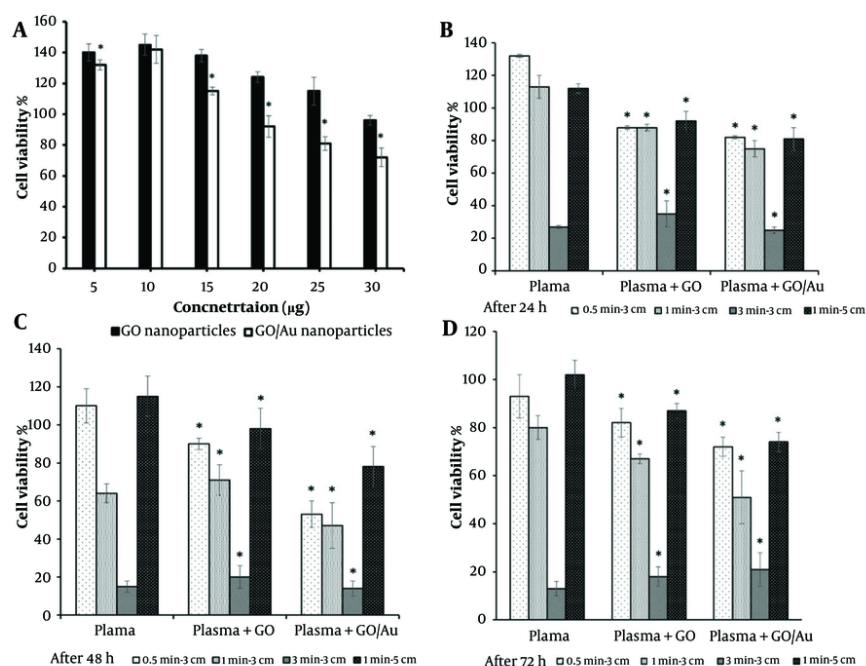 A
160
140
120
100
80
60
40
20
0
Cell viability %
* * * * *
5 10 15 20 25 30
Concnetrtaion (µg)
GO nanoparticles GO/Au nanoparticles
B
140
120
100
80
60
40
20
0
Cell viability %
* * * * * * * *
Plama Plasma + GO Plasma + GO/Au
After 24 h 0.5 min-3 cm 1 min-3 cm 3 min-3 cm 1 min-5 cm
C
140
120
100
80
60
40
20
0
Cell viability %
* * * * * * * *
Plama Plasma + GO Plasma + GO/Au
After 48 h 0.5 min-3 cm 1 min-3 cm 3 min-3 cm 1 min-5 cm
D
120
100
80
60
40
20
0
Cell viability %
* * * * * * * *
Plama Plasma + GO Plasma + GO/Au
After 72 h 0.5 min-3 cm 1 min-3 cm 3 min-3 cm 1 min-5 cm